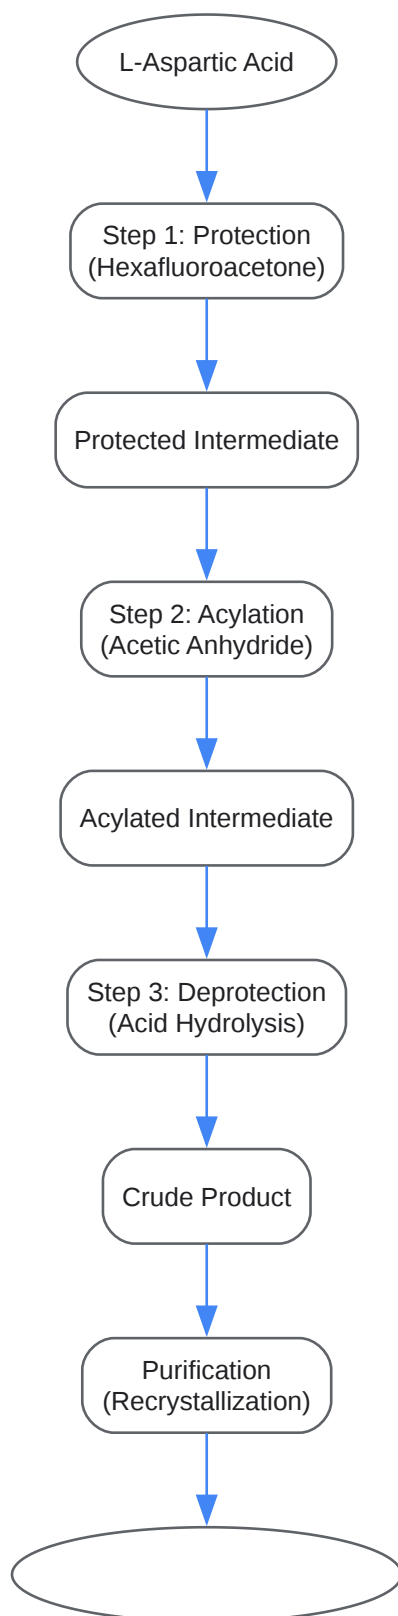 L-Aspartic Acid
Step 1: Protection
(Hexafluoroacetone)
Protected Intermediate
Step 2: Acylation
(Acetic Anhydride)
Acylated Intermediate
Step 3: Deprotection
(Acid Hydrolysis)
Crude Product
Purification
(Recrystallization)